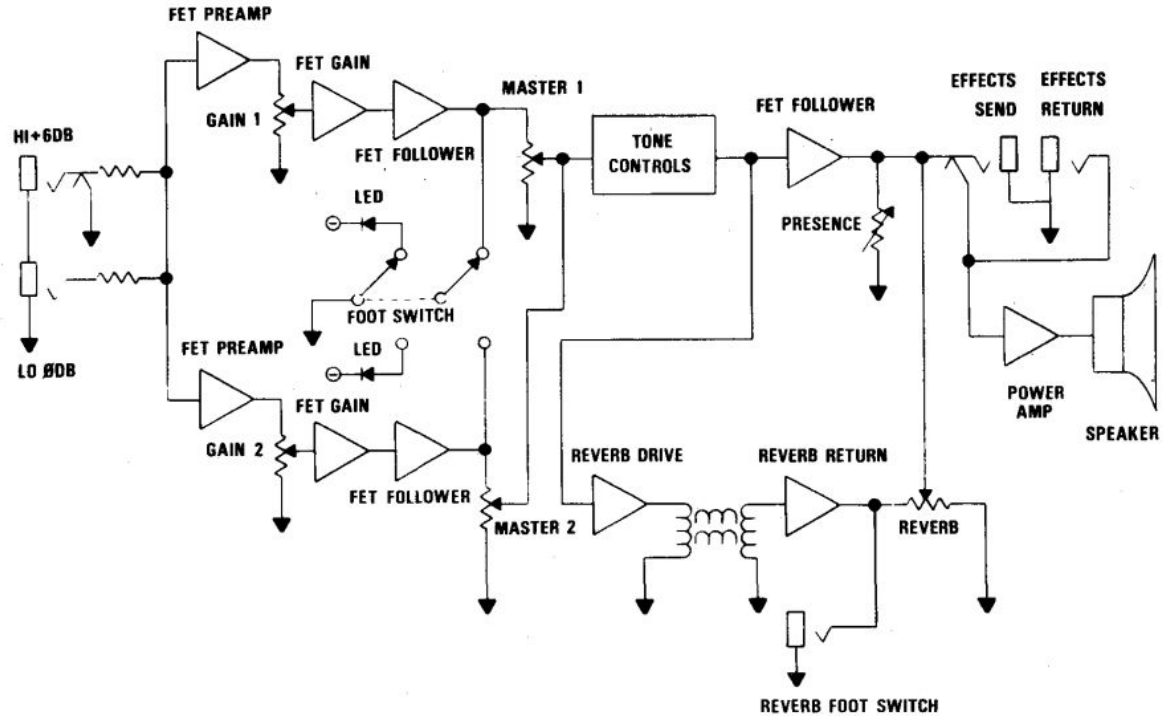 FET PREAMP
FET GAIN
GAIN 1
FET FOLLOWER
MASTER 1
TONE
CONTROLS
FET FOLLOWER
EFFECTS
SEND
EFFECTS
RETURN
HI+6DB
LED
PRESENCE
FOOT SWITCH
LO ØDB
FET PREAMP
LED
FET GAIN
GAIN 2
FET FOLLOWER
MASTER 2
REVERB DRIVE
REVERB RETURN
REVERB
POWER
AMP
SPEAKER
REVERB FOOT SWITCH